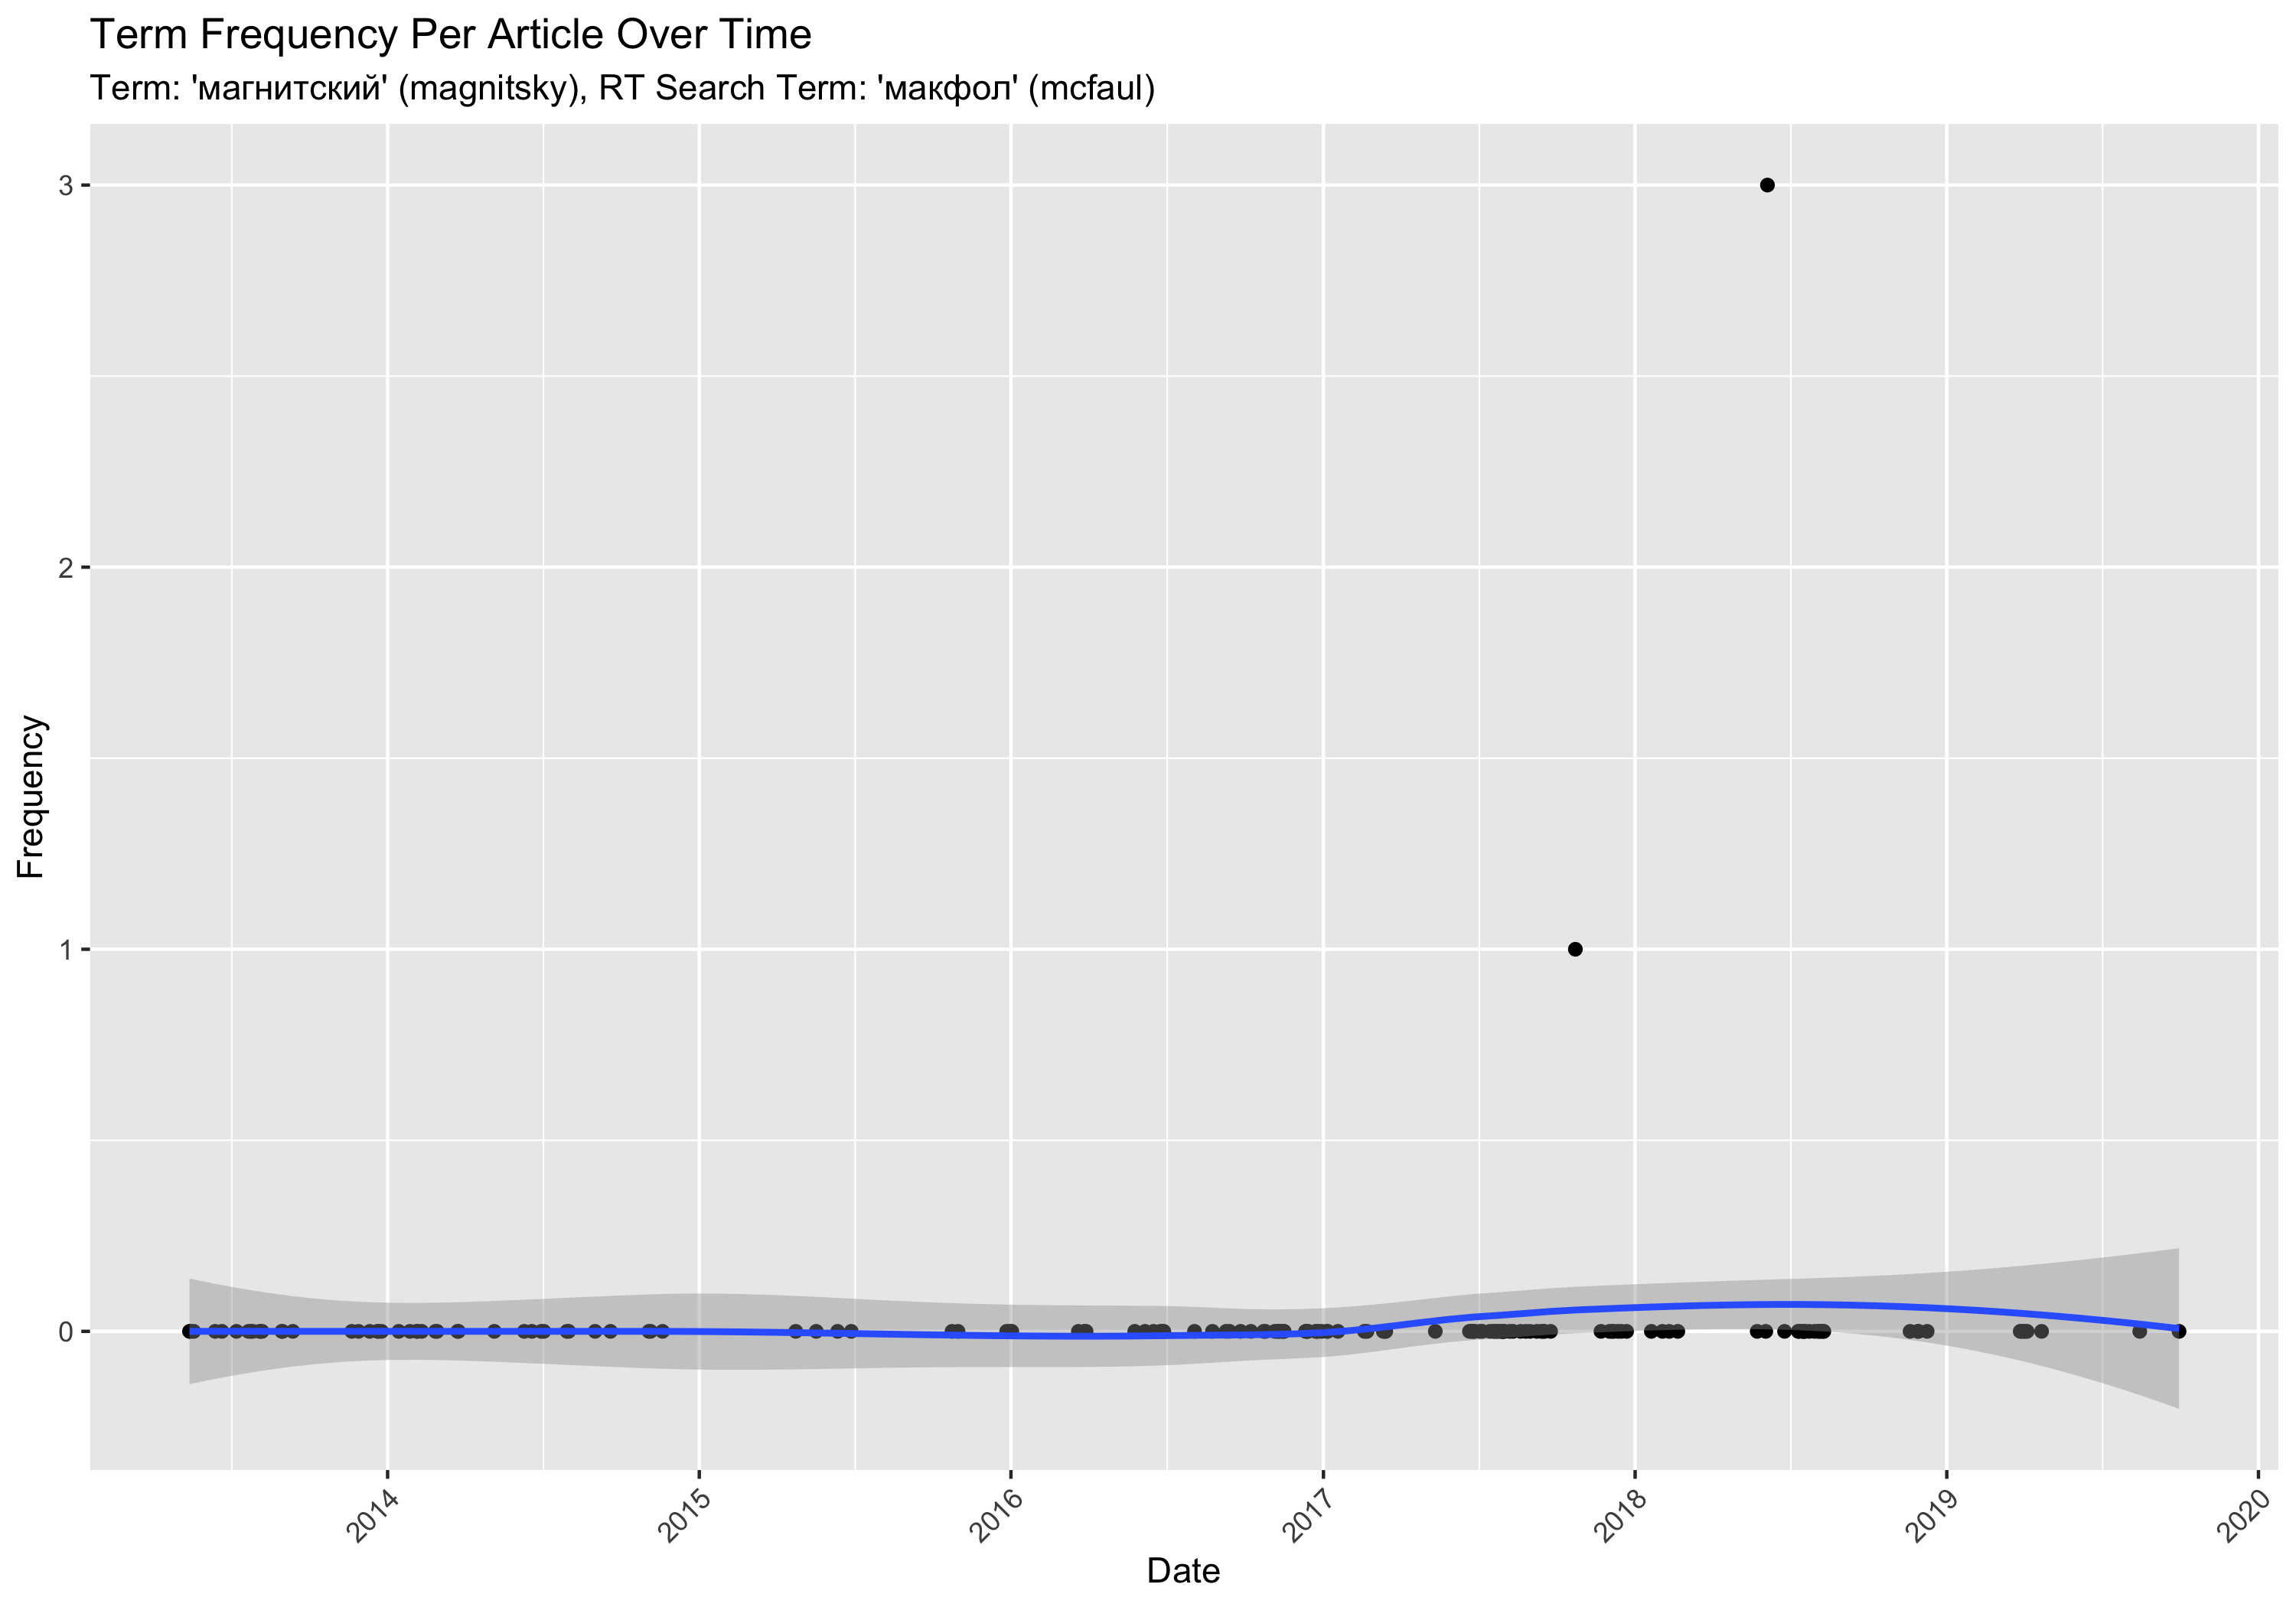 Term Frequency Per Article Over Time
Term: 'магнитский' (magnitsky), RT Search Term: 'макфол' (mcfaul)
Frequency
3
2
1
0
2014
2015
2016
2017
2018
2019
2020
Date